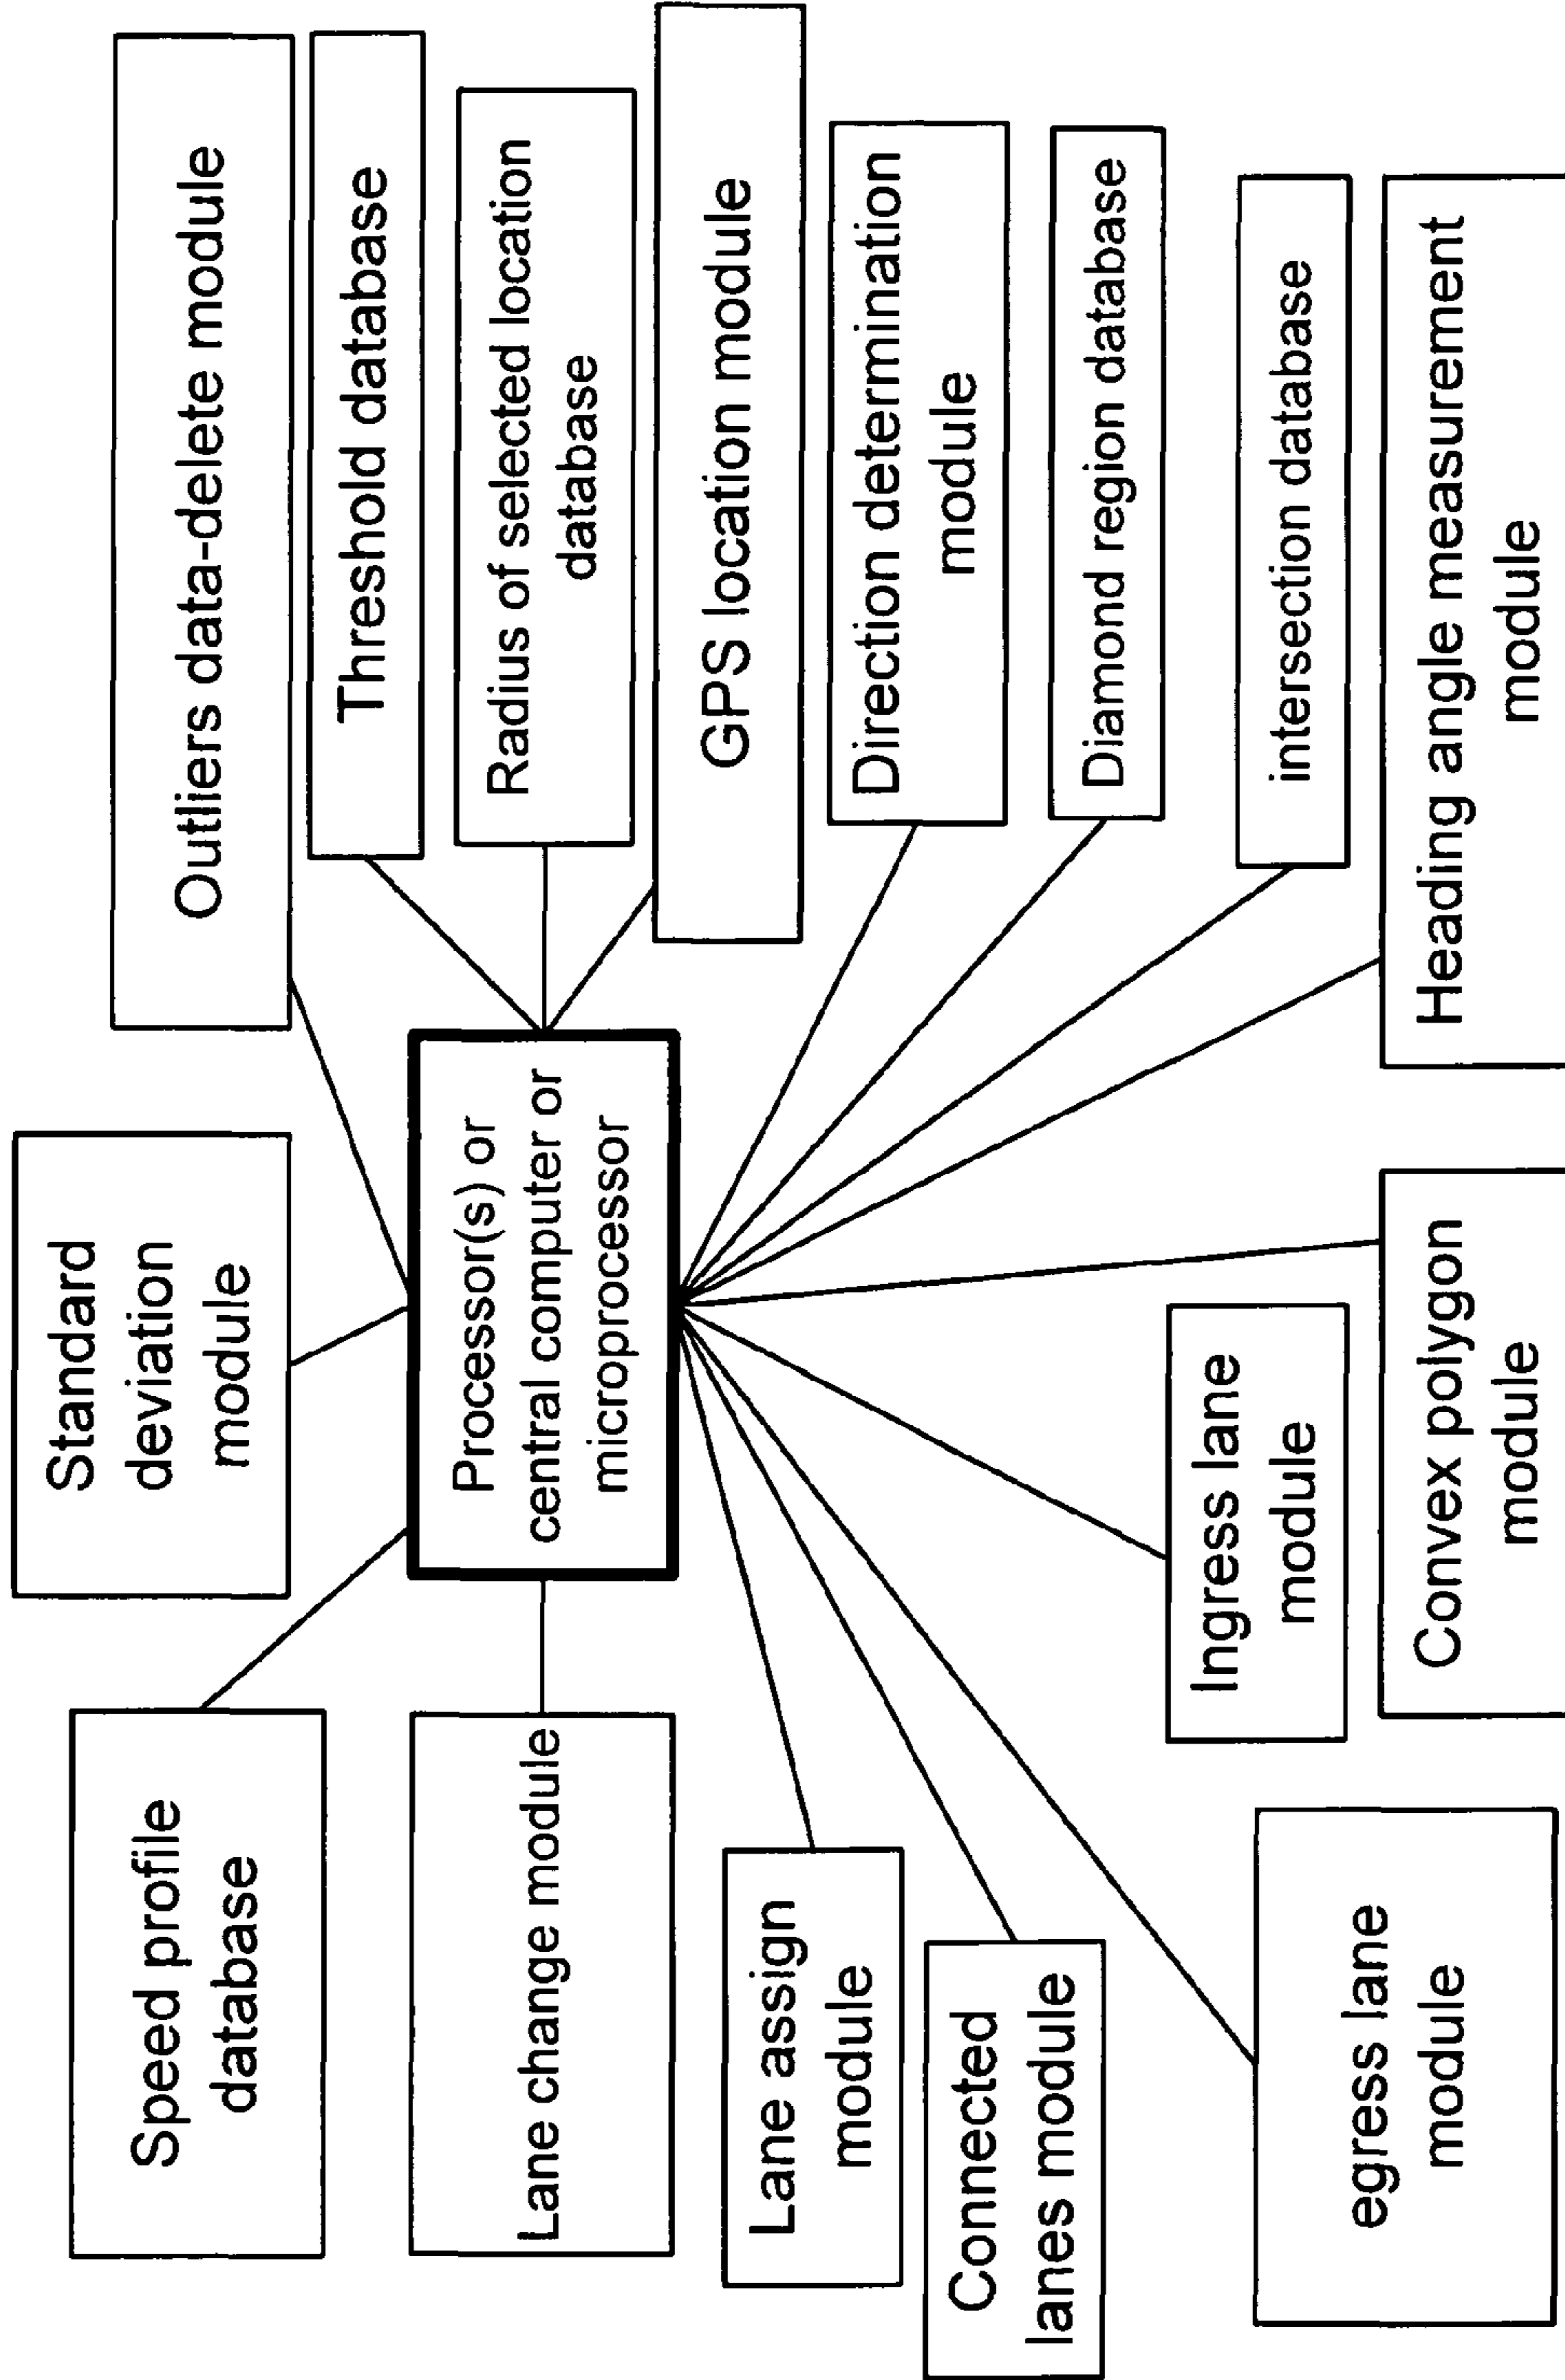 Speed profile
database
Standard
deviation
module
Outliers data-delete module
Threshold database
Radius of selected location
database
GPS location module
Processor(s) or
central computer or
microprocessor
Lane change module
Lane assign
module
Direction determination
module
Connected
lanes module
Diamond region database
Ingress lane
module
intersection database
egress lane
module
Convex polygon
module
Heading angle measurement
module